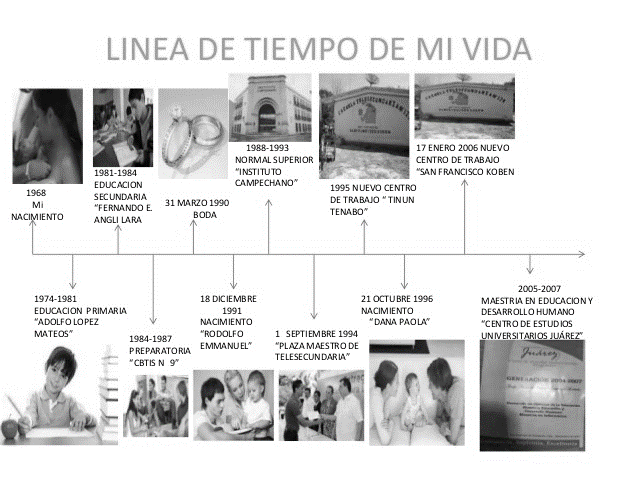 LINEA DE TIEMPO DE MI VIDA
1968
Mi
NACIMIENTO
1981-1984
EDUCACION
SECUNDARIA
"FERNANDO E.
ANGLI LARA
31 MARZO 1990
BODA
1988-1993
NORMAL SUPERIOR
"INSTITUTO
CAMPECHANO"
1995 NUEVO CENTRO
DE TRABAJO " TINUN
TENABO"
17 ENERO 2006 NUEVO
CENTRO DE TRABAJO
"SAN FRANCISCO KOBEN
1974-1981
EDUCACION PRIMARIA
"ADOLFO LOPEZ
MATEOS"
1984-1987
PREPARATORIA
"CBTIS N 9"
18 DICIEMBRE
1991
NACIMIENTO
"RODOLFO
EMMANUEL"
1 SEPTIEMBRE 1994
"PLAZA MAESTRO DE
TELESECUNDARIA"
21 OCTUBRE 1996
NACIMIENTO
"DANA PAOLA"
2005-2007
MAESTRIA EN EDUCACION Y
DESARROLLO HUMANO
"CENTRO DE ESTUDIOS
UNIVERSITARIOS JUÁREZ"
Juárez
GENERACION 2004-2007